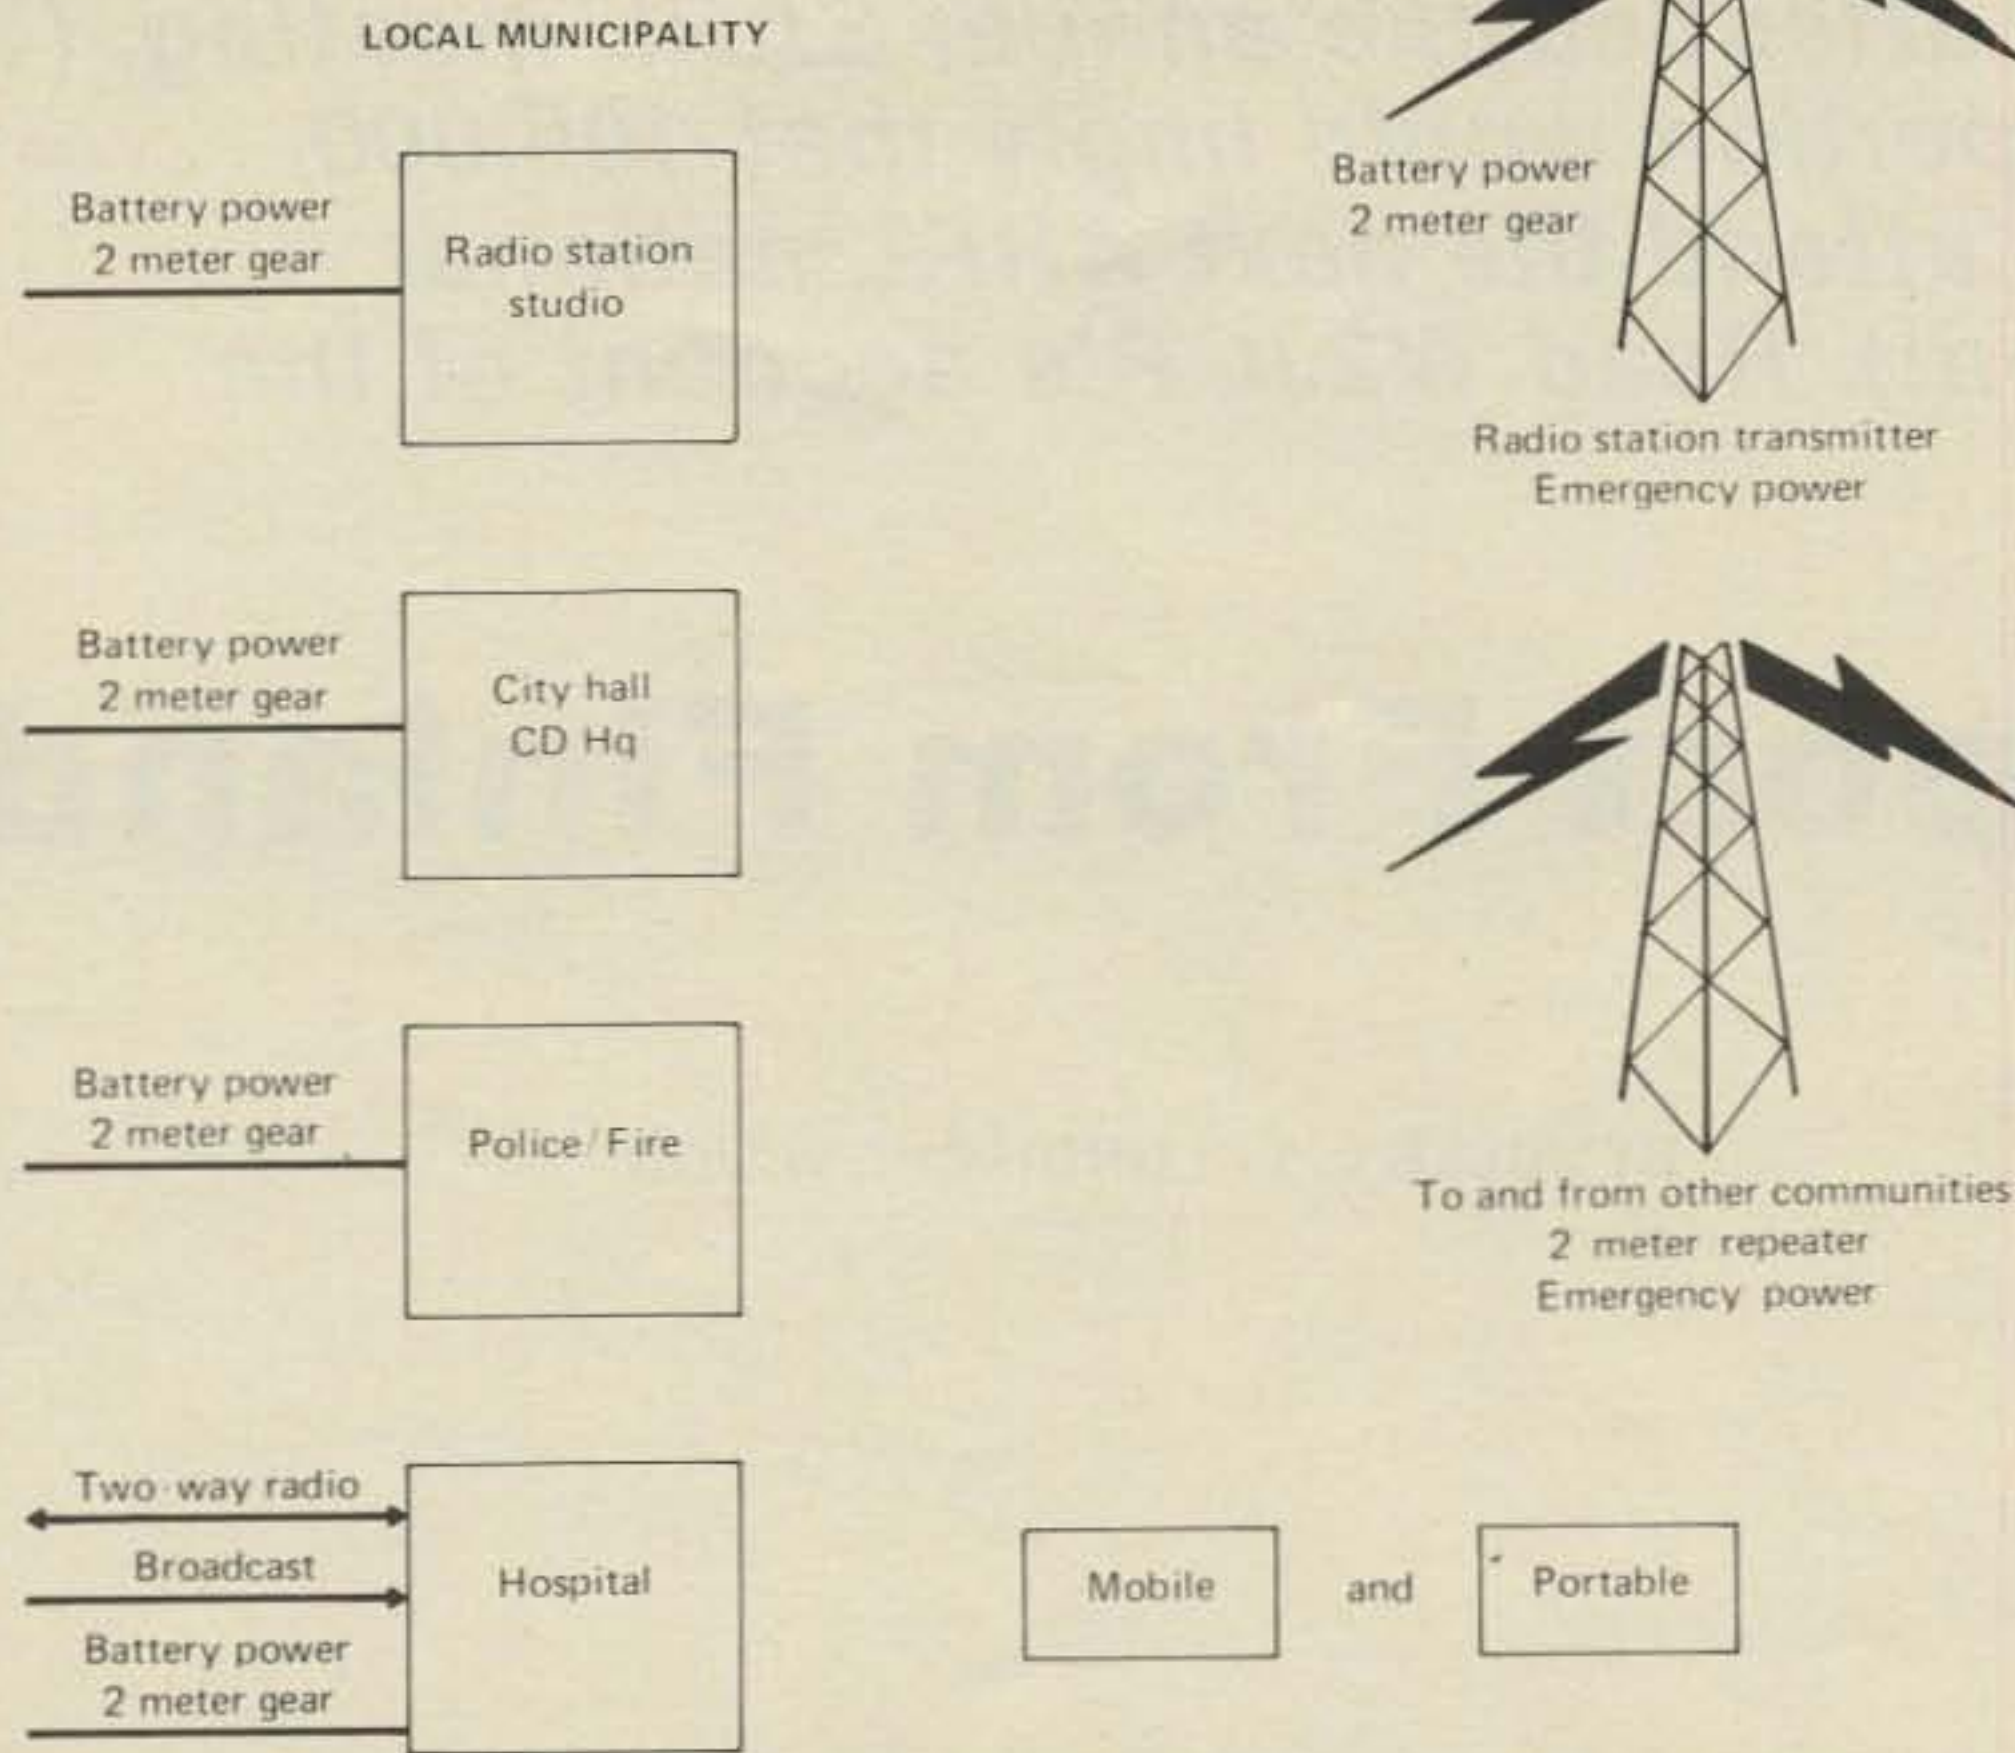 LOCAL MUNICIPALITY
Battery power
2 meter gear
Radio station
studio
Battery power
2 meter gear
Radio station transmitter
Emergency power
Battery power
2 meter gear
City hall
CD Hq
Battery power
2 meter gear
Police/Fire
To and from other communities
2 meter repeater
Emergency power
Two-way radio
Broadcast
Battery power
2 meter gear
Hospital
Mobile
and
Portable